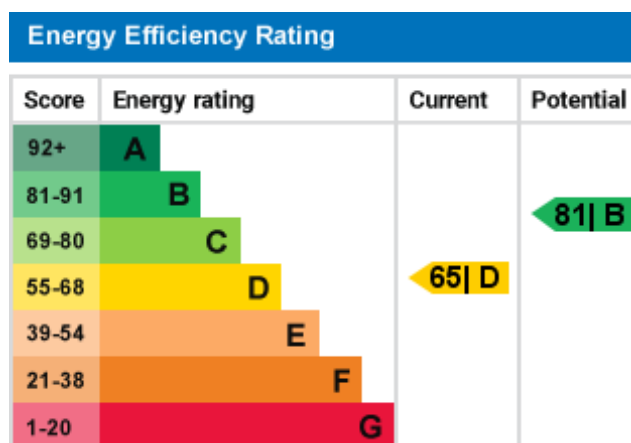 Energy Efficiency Rating
Score Energy rating Current Potential
92+ A
81-91 B 81| B
69-80 C
55-68 D 65| D
39-54 E
21-38 F
1-20 G